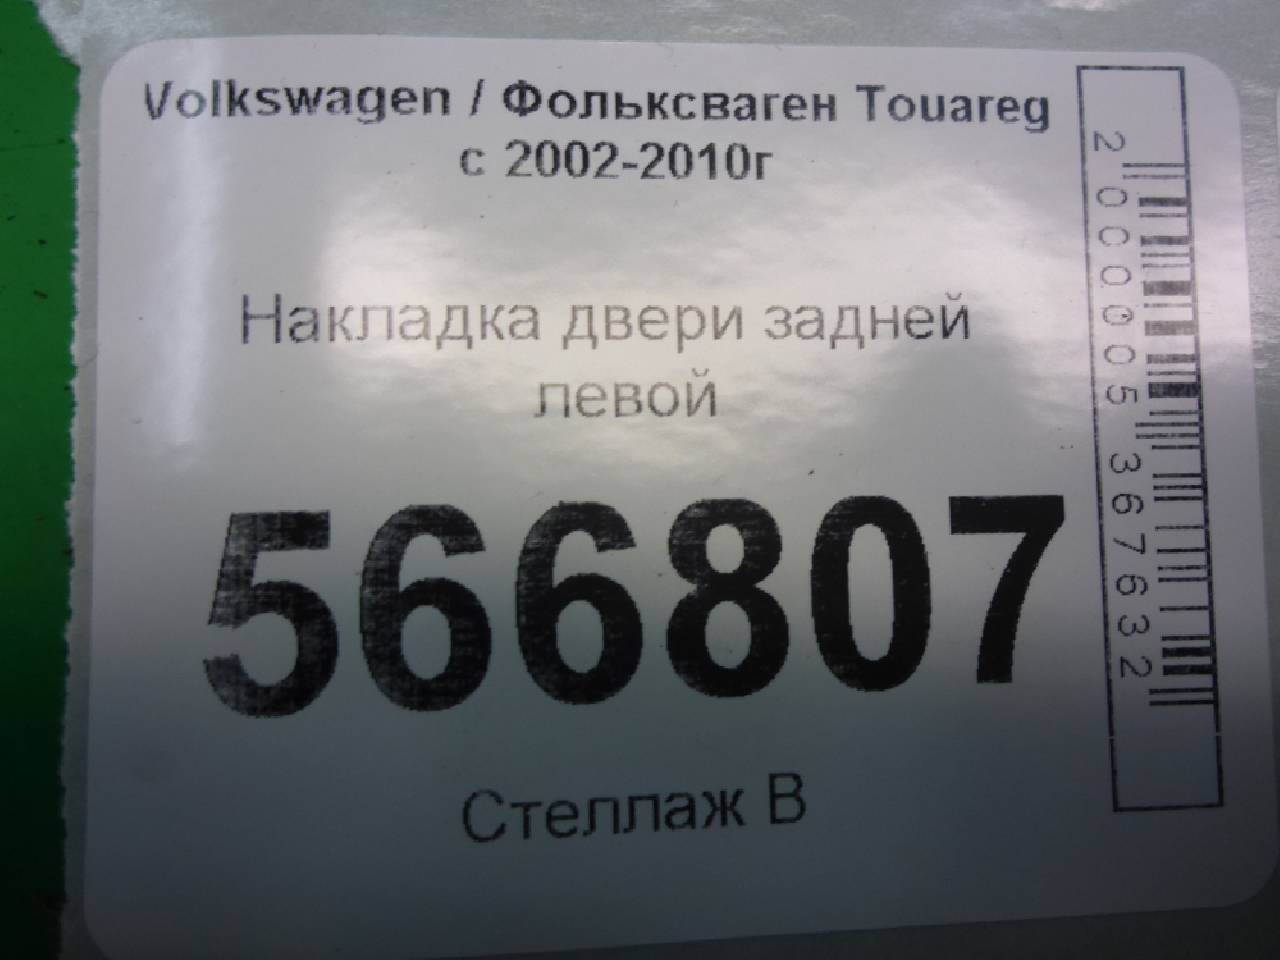 Volkswagen / Фольксваген Touareg
с 2002-2010г
Накладка двери задней
левой
566807
Стеллаж В
2000005367632